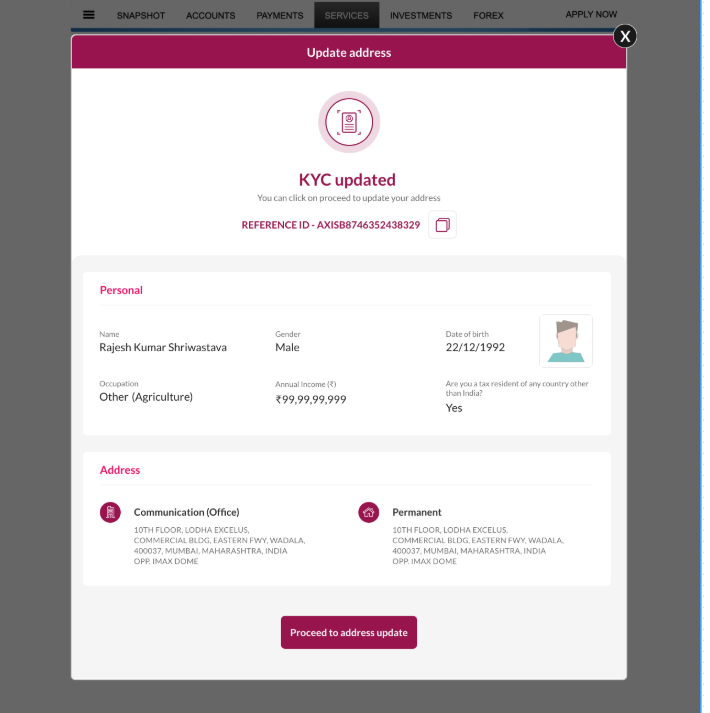 SNAPSHOT ACCOUNTS PAYMENTS SERVICES INVESTMENTS FOREX APPLY NOW
X
Update address
KYC updated
You can click on proceed to update your address
REFERENCE ID - AXISB8746352438329
Personal
Name Gender Date of birth
Rajesh Kumar Shriwastava Male 22/12/1992
Occupation Annual Income (₹) Are you a tax resident of any country other
than India?
Other (Agriculture) ₹99,99,99,999 Yes
Address
Communication (Office)
10TH FLOOR, LODHA EXCELUS,
COMMERCIAL BLDG, EASTERN FWY, WADALA,
400037, MUMBAI, MAHARASHTRA, INDIA
OPP. IMAX DOME
Permanent
10TH FLOOR, LODHA EXCELUS,
COMMERCIAL BLDG, EASTERN FWY, WADALA,
400037, MUMBAI, MAHARASHTRA, INDIA
OPP. IMAX DOME
Proceed to address update